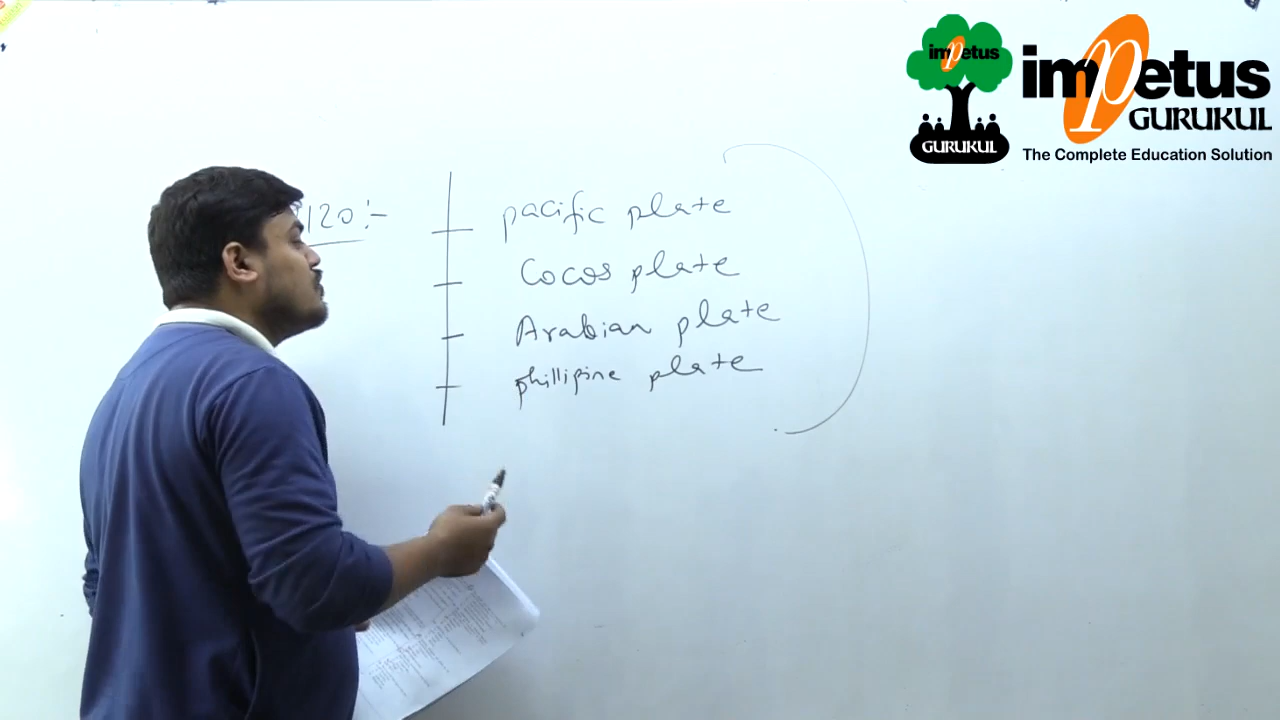 120:-
pacific plate
Cocos plate
Arabian plate
phillipine plate
impetus
GURUKUL
impetus
GURUKUL
The Complete Education Solution